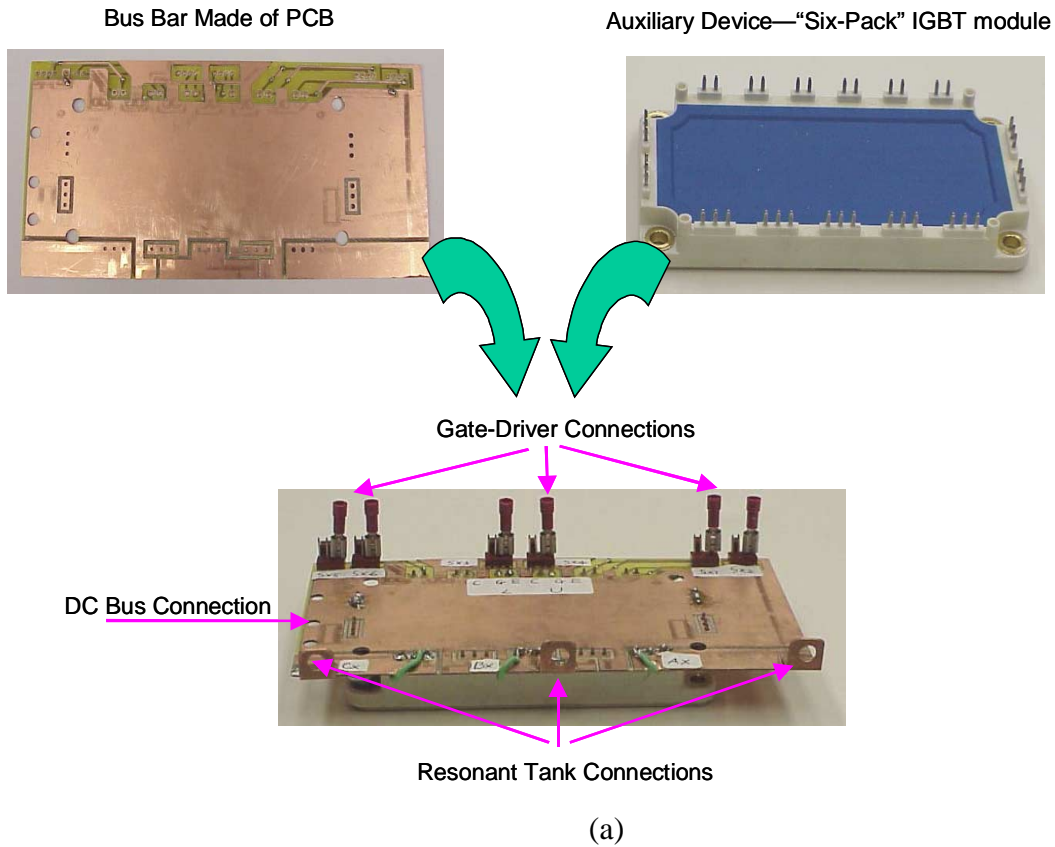 Bus Bar Made of PCB
Auxiliary Device—“Six-Pack” IGBT module
Gate-Driver Connections
DC Bus Connection
C G E C G E
L U
Cx
Bx
Ax
Resonant Tank Connections
(a)